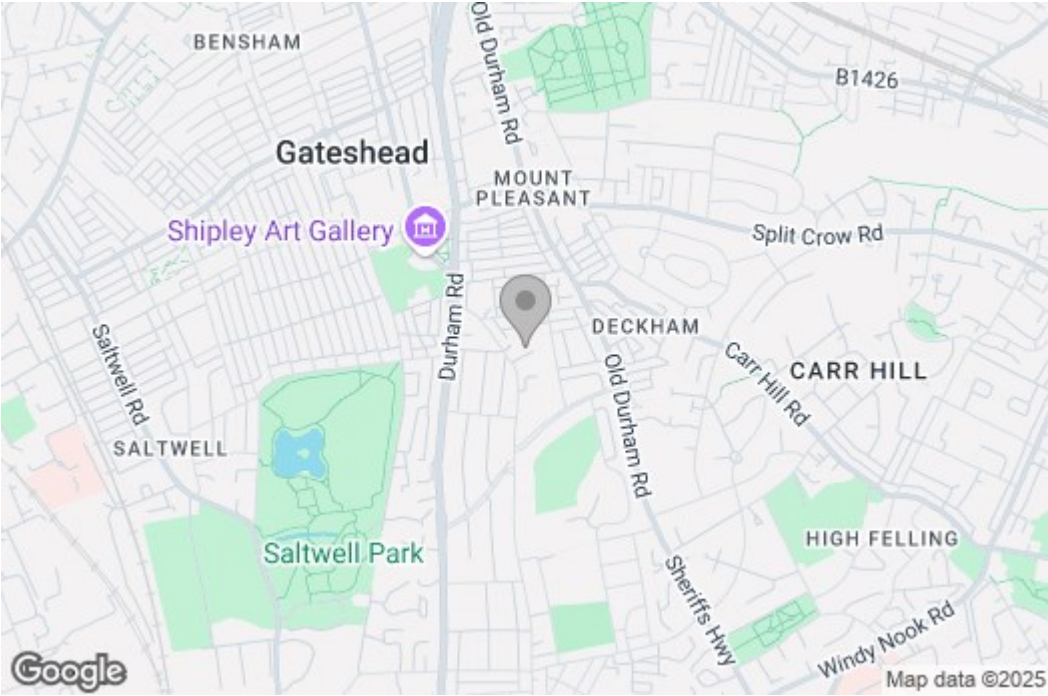 BENSHAM
Old Durham Rd
B1426
Gateshead
MOUNT
PLEASANT
Shipley Art Gallery
Split Crow Rd
Durham Rd
DECKHAM
Saltwell Rd
Old Durham Rd
Carr Hill Rd
CARR HILL
SALTWELL
Saltwell Park
HIGH FELLING
Sheriffs Hwy
Windy Nook Rd
Google
Map data ©2025